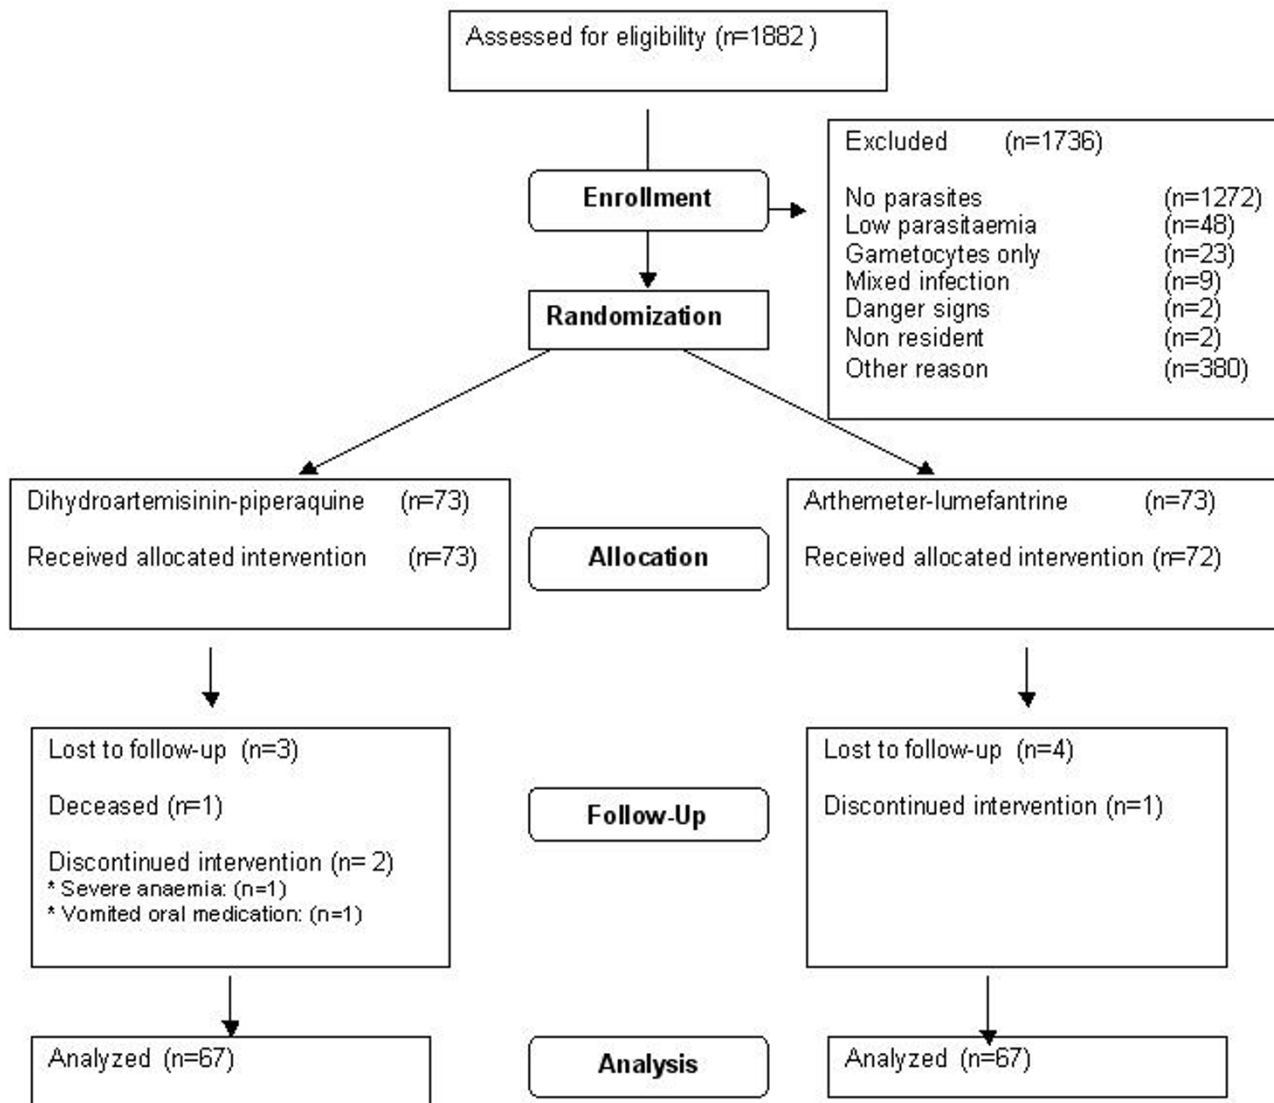 Assessed for eligibility (n=1882 )
Enrollment
Excluded (n=1736)
No parasites (n=1272)
Low parasitaemia (n=48)
Gametocytes only (n=23)
Mixed infection (n=9)
Danger signs (n=2)
Non resident (n=2)
Other reason (n=380)
Randomization
Dihydroartemisinin-piperaquine (n=73)
Received allocated intervention (n=73)
Allocation
Arthemeter-lumefantrine (n=73)
Received allocated intervention (n=72)
Lost to follow-up (n=3)
Deceased (n=1)
Discontinued intervention (n= 2)
* Severe anaemia: (n=1)
* Vomited oral medication: (n=1)
Follow-Up
Lost to follow-up (n=4)
Discontinued intervention (n=1)
Analyzed (n=67)
Analysis
Analyzed (n=67)